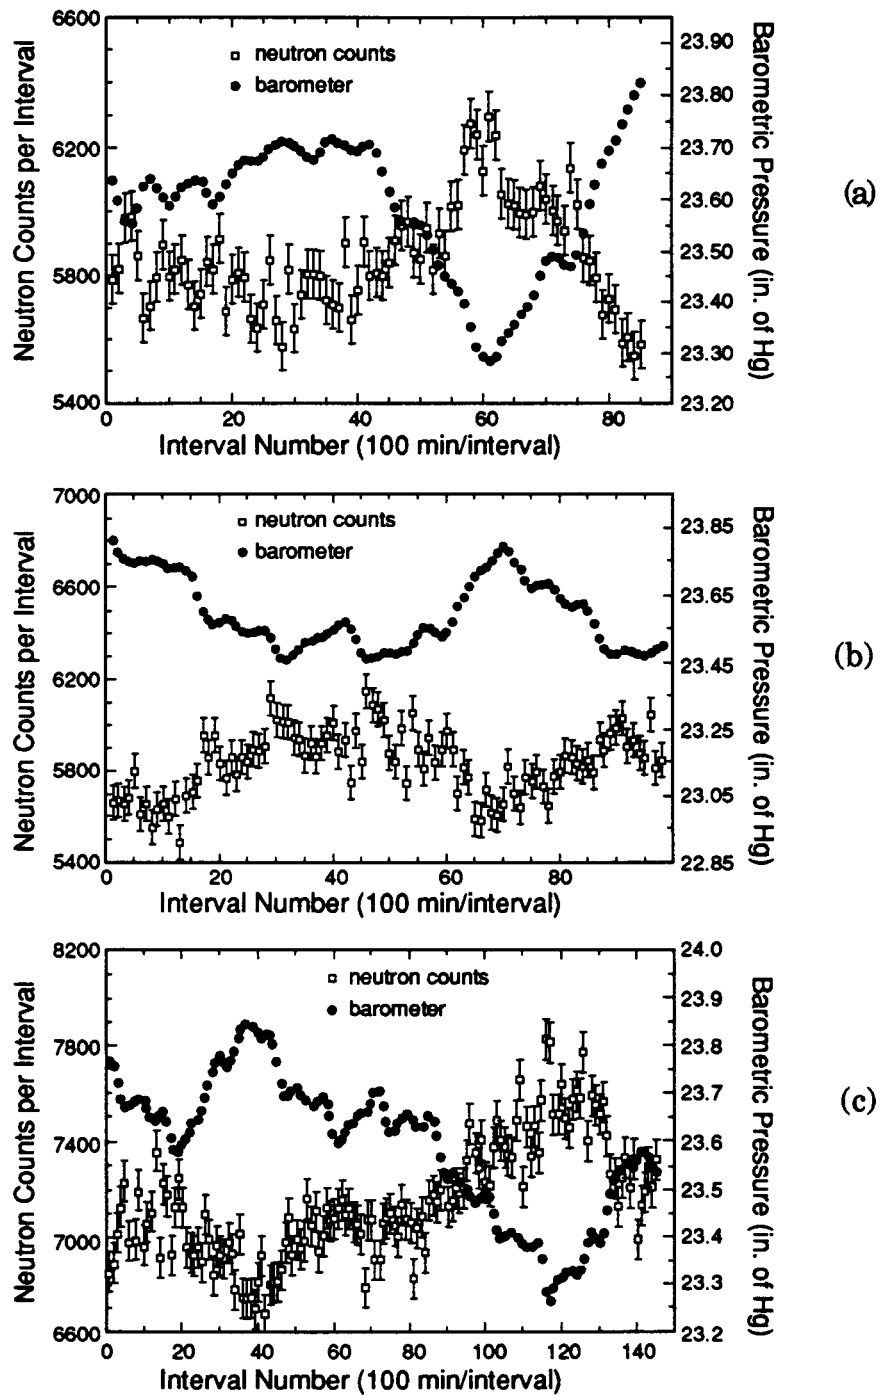 Neutron Counts per Interval
6600
6200
5800
5400
neutron counts
barometer
23.90
23.80
23.70
23.60
23.50
23.40
23.30
23.20
Barometric Pressure (in. of Hg)
0 20 40 60 80
Interval Number (100 min/interval)
(a)
Neutron Counts per Interval
7000
6600
6200
5800
5400
neutron counts
barometer
23.85
23.65
23.45
23.25
23.05
22.85
Barometric Pressure (in. of Hg)
0 20 40 60 80
Interval Number (100 min/interval)
(b)
Neutron Counts per Interval
8200
7800
7400
7000
6600
neutron counts
barometer
24.0
23.9
23.8
23.7
23.6
23.5
23.4
23.3
23.2
Barometric Pressure (in. of Hg)
0 20 40 60 80 100 120 140
Interval Number (100 min/interval)
(c)